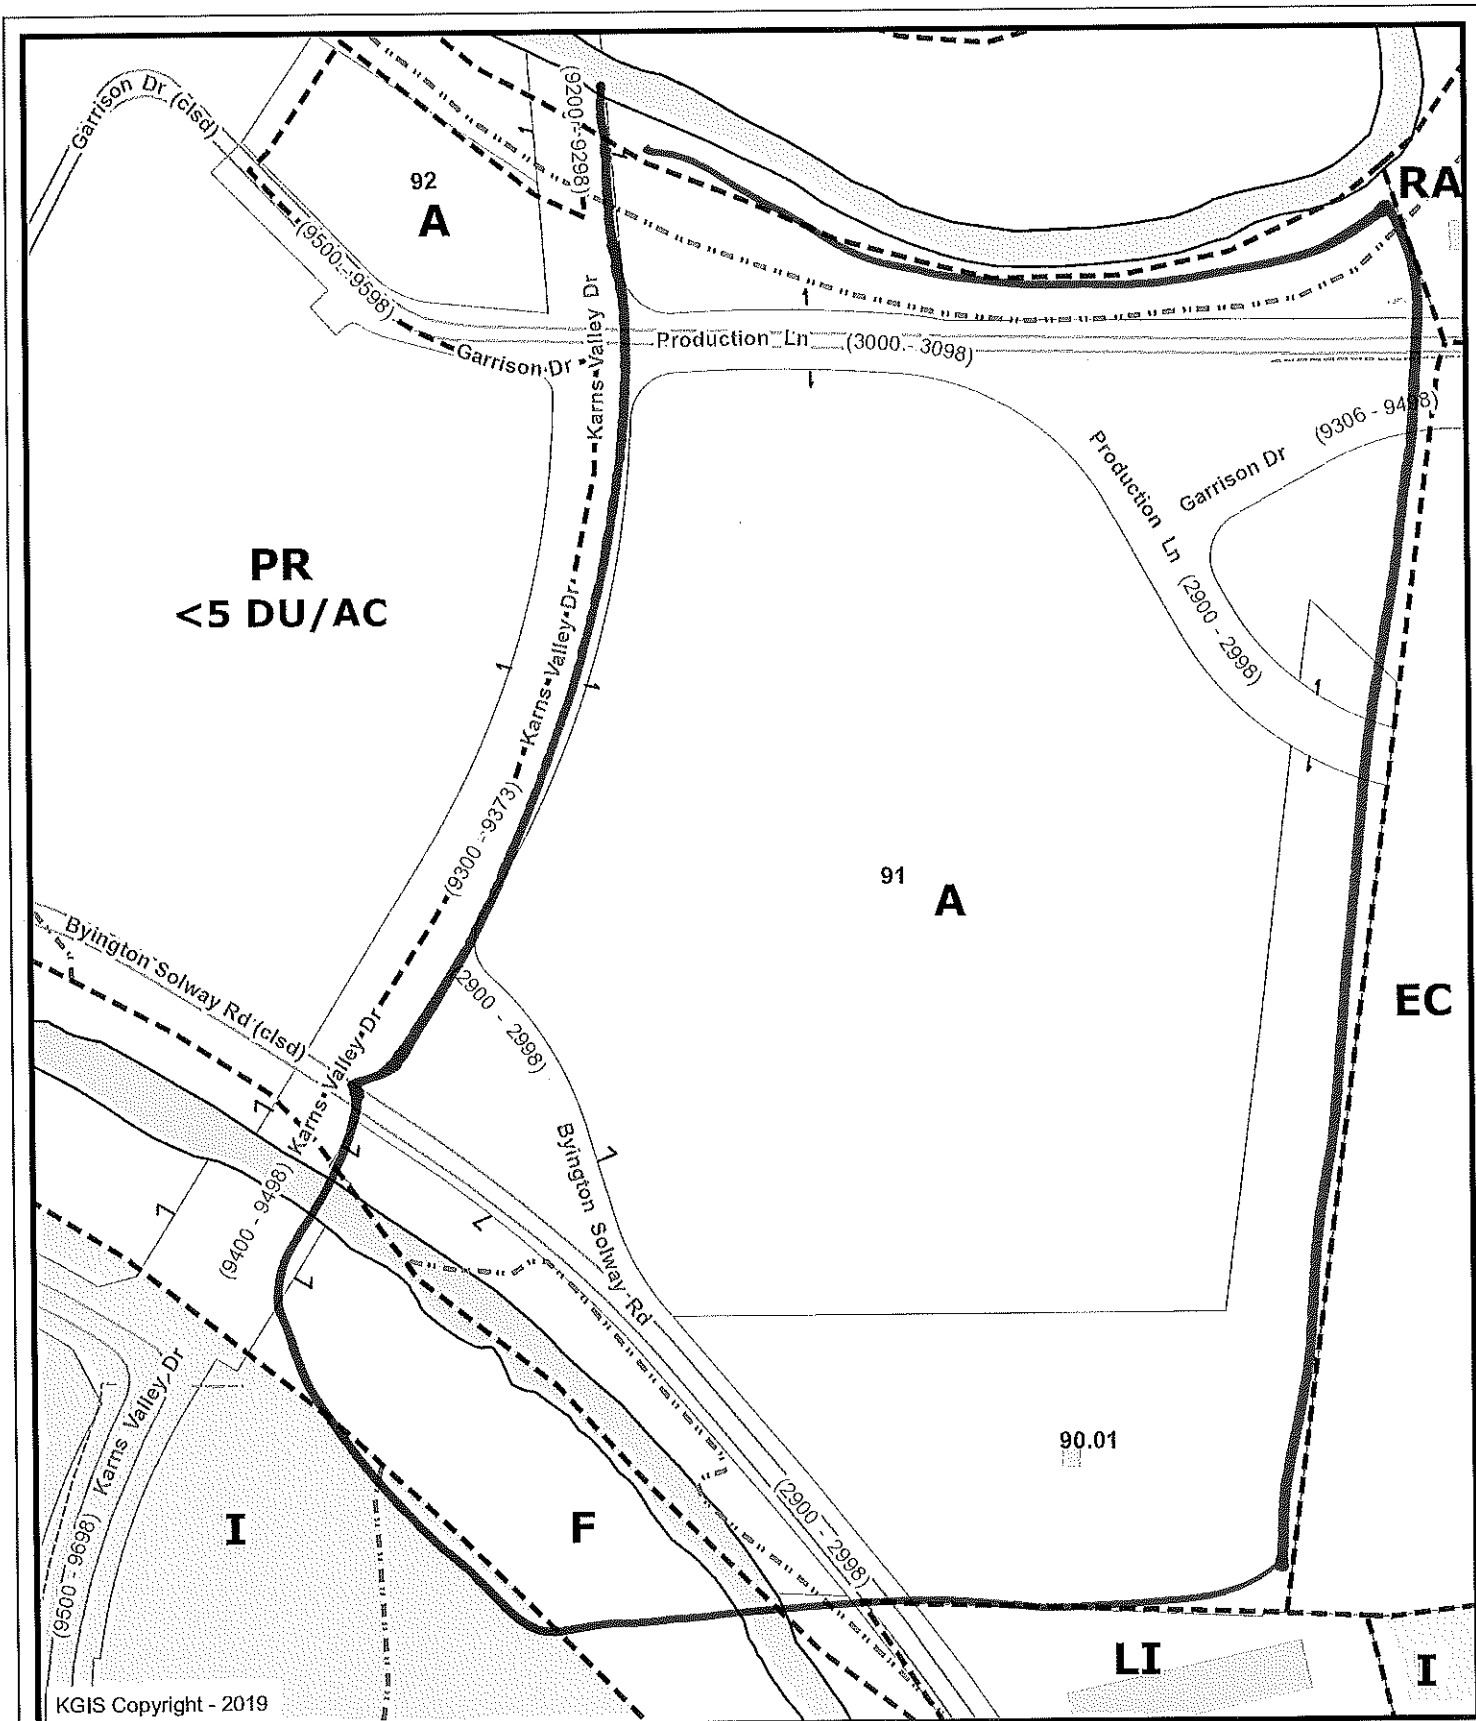 Garrison Dr (clsd)
(9200 - 9298)
RA
92
A
(9500 - 9598)
Karns Valley Dr
Production Ln (3000 - 3098)
Garrison Dr
(9306 - 9498)
Garrison Dr
Production Ln (2900 - 2998)
PR
<5 DU/AC
Karns Valley Dr
(9300 - 9373)
91
A
EC
Byington Solway Rd (clsd)
(2900 - 2998)
Karns Valley Dr
(9400 - 9498)
Byington Solway Rd
Karns Valley Dr
(9500 - 9698)
90.01
(2900 - 2998)
I
F
LI
I
KGIS Copyright - 2019